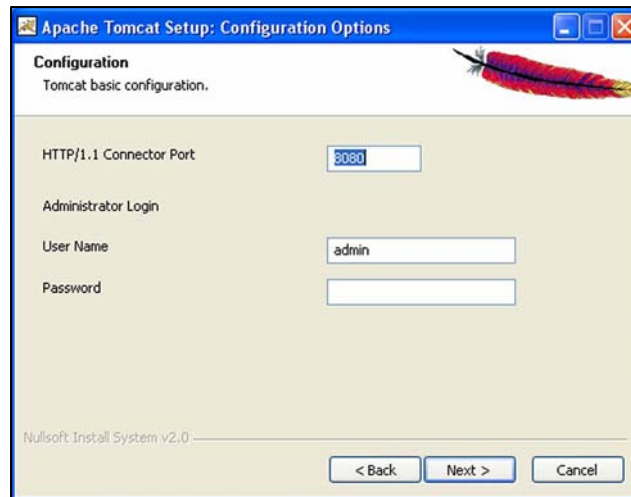 Apache Tomcat Setup: Configuration Options
Configuration
Tomcat basic configuration.
HTTP/1.1 Connector Port
8080
Administrator Login
User Name
admin
Password
Nullsoft Install System v2.0
< Back Next > Cancel